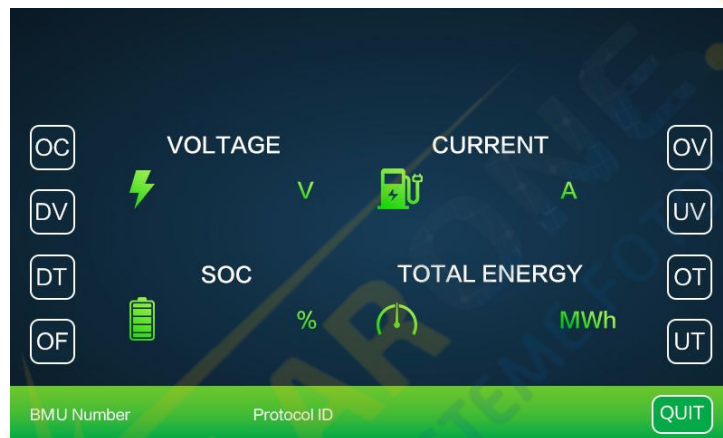 OC VOLTAGE CURRENT OV
DV V A UV
DT SOC TOTAL ENERGY OT
OF % MWh UT
BMU Number Protocol ID QUIT